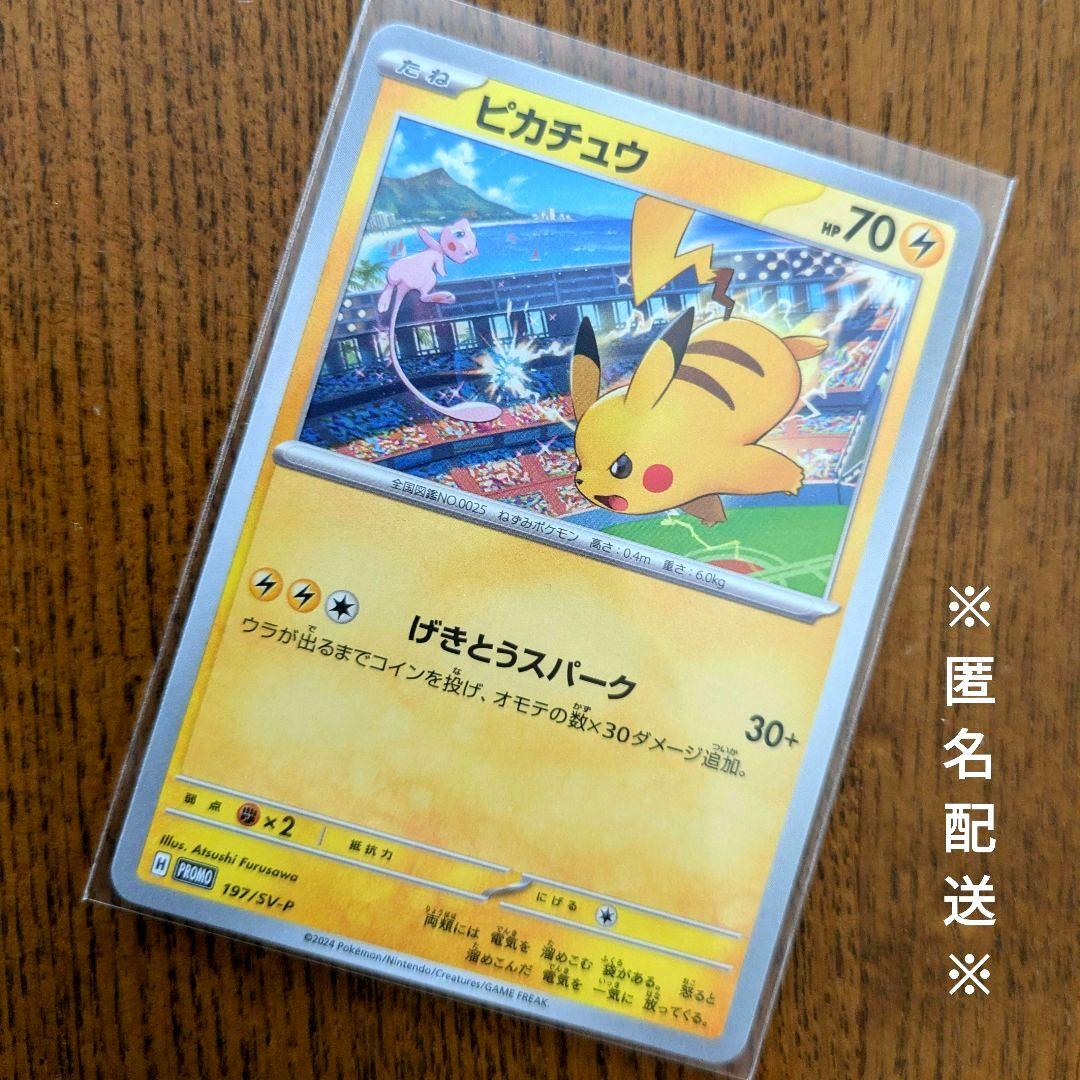 たね
ピカチュウ
HP 70
全国図鑑NO.0025 ねずみポケモン 高さ:0.4m 重さ:6.0kg
げきとうスパーク 30+
ウラが出るまでコインを投げ、オモテの数×30ダメージ追加。
弱点 ×2 抵抗力 にげる
Illus. Atsushi Furusawa
H PROMO 197/SV-P
両頬には 電気を 溜めこむ 袋がある。 怒ると
溜めこんだ 電気を 一気に 放ってくる。
©2024 Pokémon/Nintendo/Creatures/GAME FREAK.
※匿名配送※